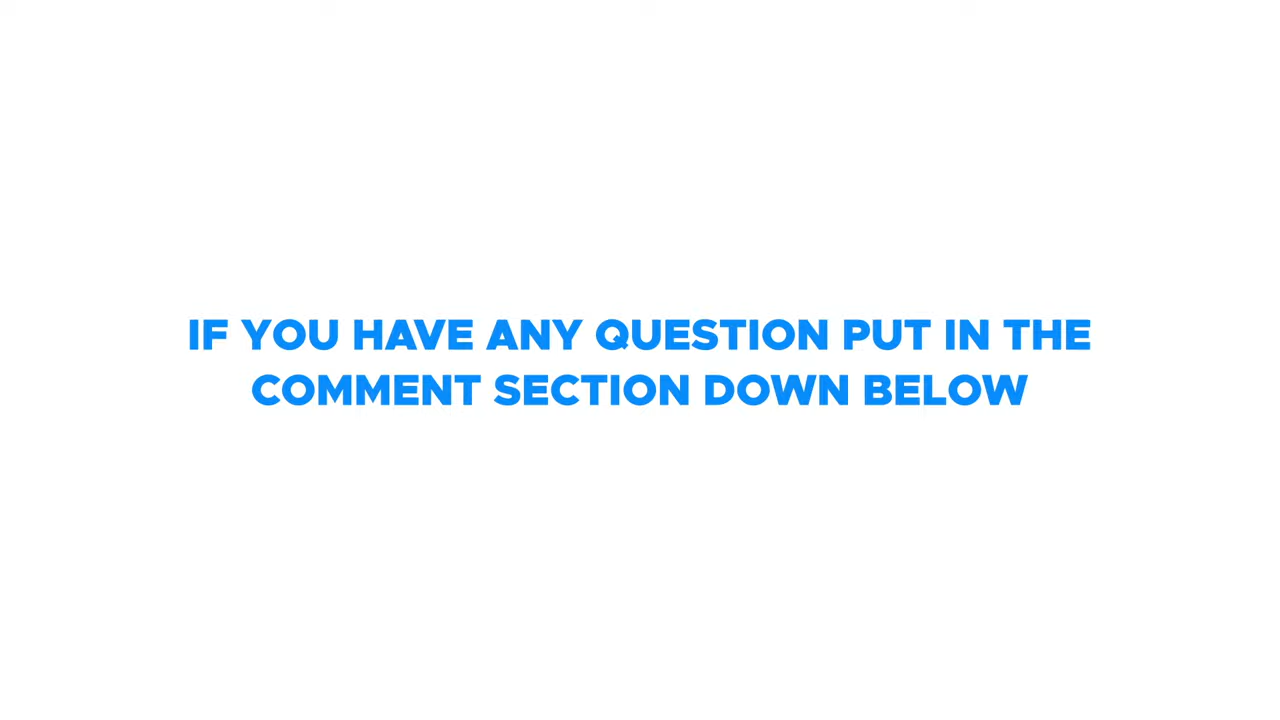 IF YOU HAVE ANY QUESTION PUT IN THE
COMMENT SECTION DOWN BELOW